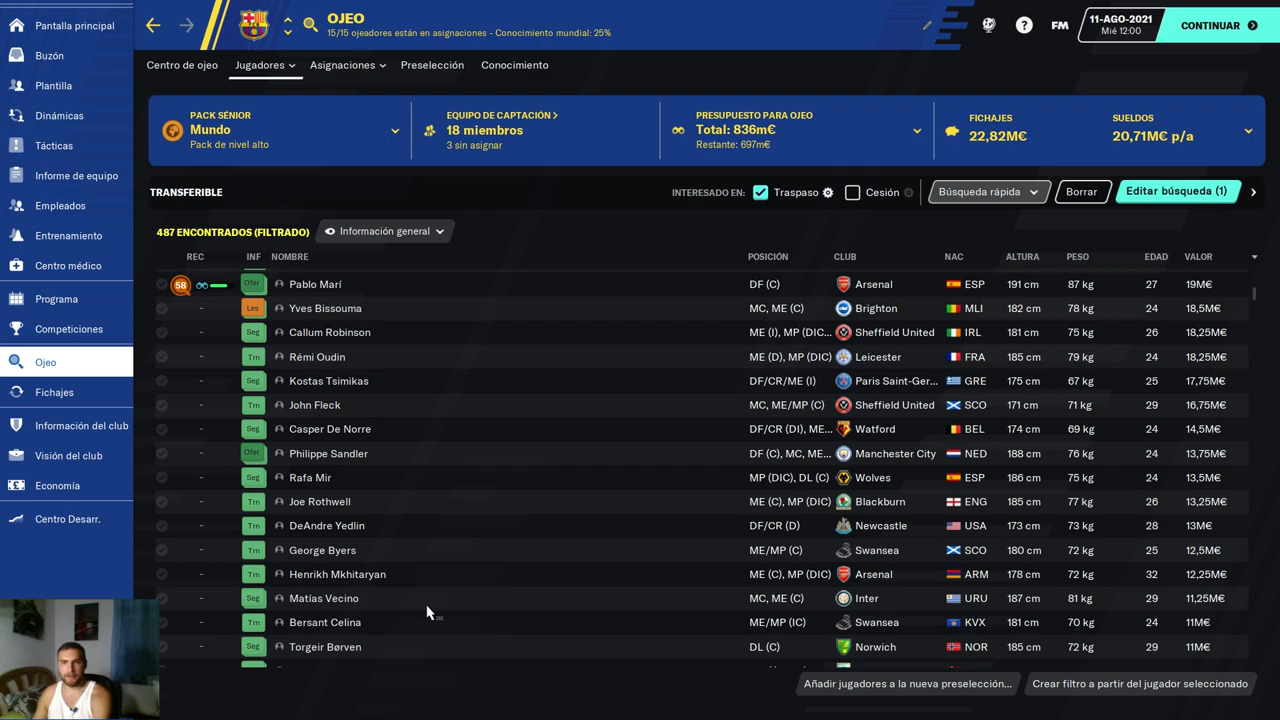 Pantalla principal
Buzón
Plantilla
Dinámicas
Tácticas
Informe de equipo
Empleados
Entrenamiento
Centro médico
Programa
Competiciones
Ojeo
Fichajes
Información del club
Visión del club
Economía
Centro Desarr.
OJEO
15/15 ojeadores están en asignaciones - Conocimiento mundial: 25%
FM
11-AGO-2021
Mié 12:00
CONTINUAR
Centro de ojeo Jugadores Asignaciones Preselección Conocimiento
PACK SÉNIOR
Mundo
Pack de nivel alto
EQUIPO DE CAPTACIÓN
18 miembros
3 sin asignar
PRESUPUESTO PARA OJEO
Total: 836m€
Restante: 697m€
FICHAJES
22,82M€
SUELDOS
20,71M€ p/a
TRANSFERIBLE INTERESADO EN: Traspaso Cesión Búsqueda rápida Borrar Editar búsqueda (1)
487 ENCONTRADOS (FILTRADO) Información general
REC INF NOMBRE POSICIÓN CLUB NAC ALTURA PESO EDAD VALOR
58 Ofer Pablo Marí DF (C) Arsenal ESP 191 cm 87 kg 27 19M€
- Les Yves Bissouma MC, ME (C) Brighton MLI 182 cm 78 kg 24 18,5M€
- Seg Callum Robinson ME (I), MP (DIC... Sheffield United IRL 181 cm 75 kg 26 18,25M€
- Trn Rémi Oudin ME (D), MP (DIC) Leicester FRA 185 cm 79 kg 24 18,25M€
- Seg Kostas Tsimikas DF/CR/ME (I) Paris Saint-Ger... GRE 175 cm 67 kg 25 17,75M€
- Trn John Fleck MC, ME/MP (C) Sheffield United SCO 171 cm 71 kg 29 16,75M€
- Seg Casper De Norre DF/CR (DI), ME... Watford BEL 174 cm 69 kg 24 14,5M€
- Ofer Philippe Sandler DF (C), MC, ME... Manchester City NED 188 cm 76 kg 24 13,75M€
- Seg Rafa Mir MP (DIC), DL (C) Wolves ESP 186 cm 75 kg 24 13,5M€
- Trn Joe Rothwell ME (C), MP (DIC) Blackburn ENG 185 cm 77 kg 26 13,25M€
- Trn DeAndre Yedlin DF/CR (D) Newcastle USA 173 cm 73 kg 28 13M€
- Trn George Byers ME/MP (C) Swansea SCO 180 cm 72 kg 25 12,5M€
- Trn Henrikh Mkhitaryan ME (C), MP (DIC) Arsenal ARM 178 cm 72 kg 32 12,25M€
- Seg Matías Vecino MC, ME (C) Inter URU 187 cm 81 kg 29 11,25M€
- Trn Bersant Celina ME/MP (IC) Swansea KVX 181 cm 70 kg 24 11M€
- Seg Torgeir Børven DL (C) Norwich NOR 185 cm 72 kg 29 11M€
Añadir jugadores a la nueva preselección... Crear filtro a partir del jugador seleccionado